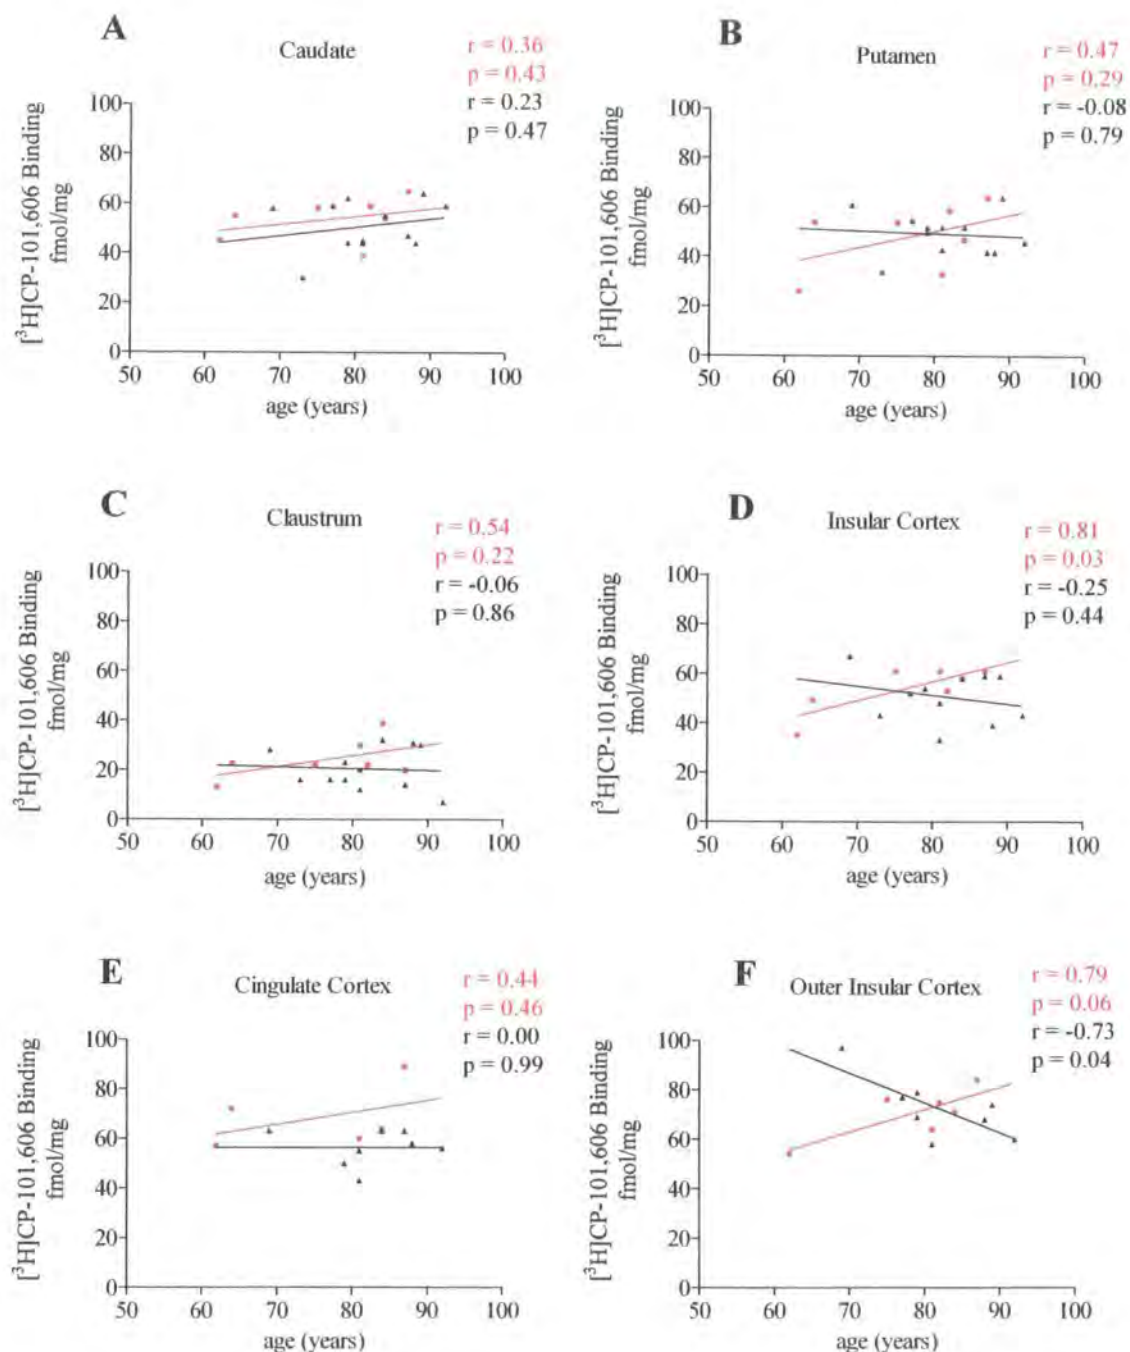 A
Caudate
r = 0.36
p = 0.43
r = 0.23
p = 0.47
[³H]CP-101,606 Binding
fmol/mg
100
80
60
40
20
0
50 60 70 80 90 100
age (years)
B
Putamen
r = 0.47
p = 0.29
r = -0.08
p = 0.79
[³H]CP-101,606 Binding
fmol/mg
100
80
60
40
20
0
50 60 70 80 90 100
age (years)
C
Claustrum
r = 0.54
p = 0.22
r = -0.06
p = 0.86
[³H]CP-101,606 Binding
fmol/mg
100
80
60
40
20
0
50 60 70 80 90 100
age (years)
D
Insular Cortex
r = 0.81
p = 0.03
r = -0.25
p = 0.44
[³H]CP-101,606 Binding
fmol/mg
100
80
60
40
20
0
50 60 70 80 90 100
age (years)
E
Cingulate Cortex
r = 0.44
p = 0.46
r = 0.00
p = 0.99
[³H]CP-101,606 Binding
fmol/mg
100
80
60
40
20
0
50 60 70 80 90 100
age (years)
F
Outer Insular Cortex
r = 0.79
p = 0.06
r = -0.73
p = 0.04
[³H]CP-101,606 Binding
fmol/mg
100
80
60
40
20
0
50 60 70 80 90 100
age (years)